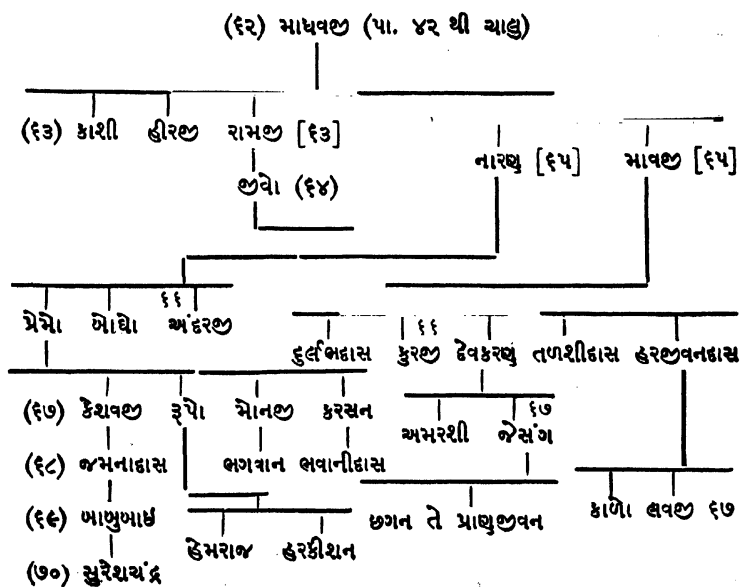 (૬૨) માધવજી (પા. ૪૨ થી ચાલુ)
(૬૩) કાશી હીરજી રામજી [૬૩]
નારણ [૬૫] માવજી [૬૫]
જીવો (૬૪)
૬૬
પ્રેમો બોઘો અંદરજી
૬૬
દુર્લભદાસ કુરજી દેવકરણ તળશીદાસ હરજીવનદાસ
(૬૭) કેશવજી રૂપો મોનજી કરસન
૬૭
અમરશી જેસંગ
(૬૮) જમનાદાસ ભગવાન ભવાનીદાસ
(૬૯) બાબુબાઈ
છગન તે પ્રાણજીવન
કાળો લવજી ૬૭
હેમરાજ હરકીશન
(૭૦) સુરેશચંદ્ર